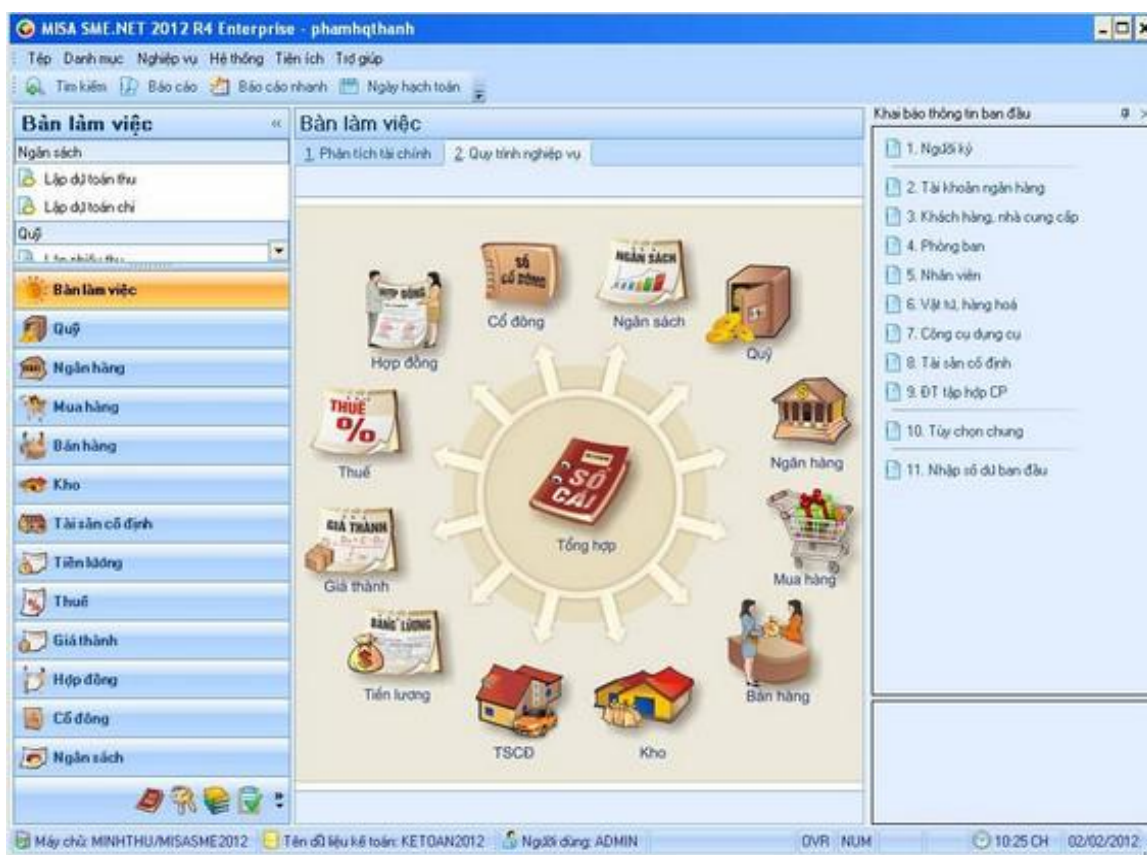 MISA SME.NET 2012 R4 Enterprise - phamhqthanh
Tệp Danh mục Nghiệp vụ Hệ thống Tiện ích Trợ giúp
Tìm kiếm Báo cáo Báo cáo nhanh Ngày hạch toán
Bàn làm việc
Ngân sách
Lập dự toán thu
Lập dự toán chi
Quỹ
Lập phiếu thu
Bàn làm việc
Quỹ
Ngân hàng
Mua hàng
Bán hàng
Kho
Tài sản cố định
Tiền lương
Thuế
Giá thành
Hợp đồng
Cổ đông
Ngân sách
Bàn làm việc
1. Phân tích tài chính
2. Quy trình nghiệp vụ
HỢP ĐỒNG
Hợp đồng
SỔ
CỔ ĐÔNG
Cổ đông
NGÂN SÁCH
Ngân sách
Quỹ
THUẾ
%
Thuế
Ngân hàng
SỔ
CÁI
Tổng hợp
GIÁ THÀNH
Giá thành
Mua hàng
BẢNG LƯƠNG
Tiền lương
TSCĐ
Kho
Bán hàng
Khai báo thông tin ban đầu
1. Người ký
2. Tài khoản ngân hàng
3. Khách hàng, nhà cung cấp
4. Phòng ban
5. Nhân viên
6. Vật tư, hàng hoá
7. Công cụ dụng cụ
8. Tài sản cố định
9. ĐT tập hợp CP
10. Tùy chọn chung
11. Nhập số dư ban đầu
Máy chủ: MINHTHU/MISASME2012 Tên dữ liệu kế toán: KETOAN2012 Người dùng: ADMIN OVR NUM 10:25 CH 02/02/2012